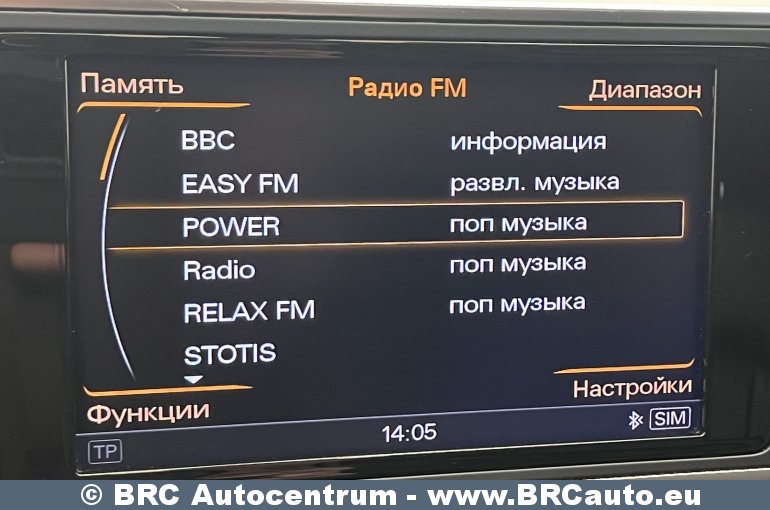 Память Радио FM Диапазон
BBC информация
EASY FM развл. музыка
POWER поп музыка
Radio поп музыка
RELAX FM поп музыка
STOTIS
Функции Настройки
TP 14:05 SIM
© BRC Autocentrum - www.BRCauto.eu